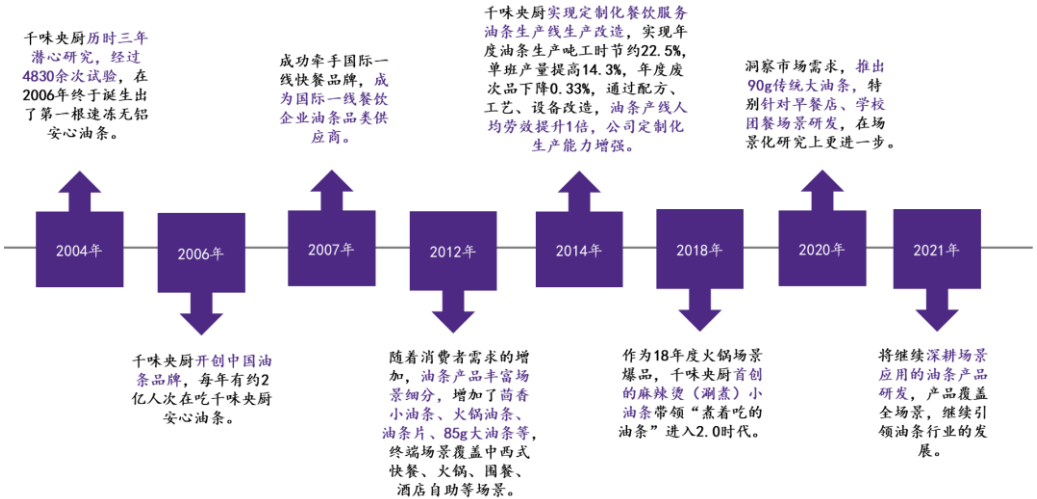 千味央厨历时三年
潜心研究，经过
4830余次试验，在
2006年终于诞生出
了第一根速冻无铝
安心油条。
2004年
2006年
千味央厨开创中国油
条品牌，每年有约2
亿人次在吃千味央厨
安心油条。
成功牵手国际一
线快餐品牌，成
为国际一线餐饮
企业油条品类供
应商。
2007年
2012年
随着消费者需求的增
加，油条产品丰富场
景细分，增加了茴香
小油条、火锅油条、
油条片、85g大油条等，
终端场景覆盖中西式
快餐、火锅、围餐、
酒店自助等场景。
千味央厨实现定制化餐饮服务
油条生产线生产改造，实现年
度油条生产吨工时节约22.5%，
单班产量提高14.3%，年度废
次品下降0.33%，通过配方、
工艺、设备改造，油条产线人
均劳效提升1倍，公司定制化
生产能力增强。
2014年
2018年
作为18年度火锅场景
爆品，千味央厨首创
的麻辣烫（涮煮）小
油条带领“煮着吃的
油条”进入2.0时代。
洞察市场需求，推出
90g传统大油条，特
别针对早餐店、学校
团餐场景研发，在场
景化研究上更进一步。
2020年
2021年
将继续深耕场景
应用的油条产品
研发，产品覆盖
全场景，继续引
领油条行业的发
展。